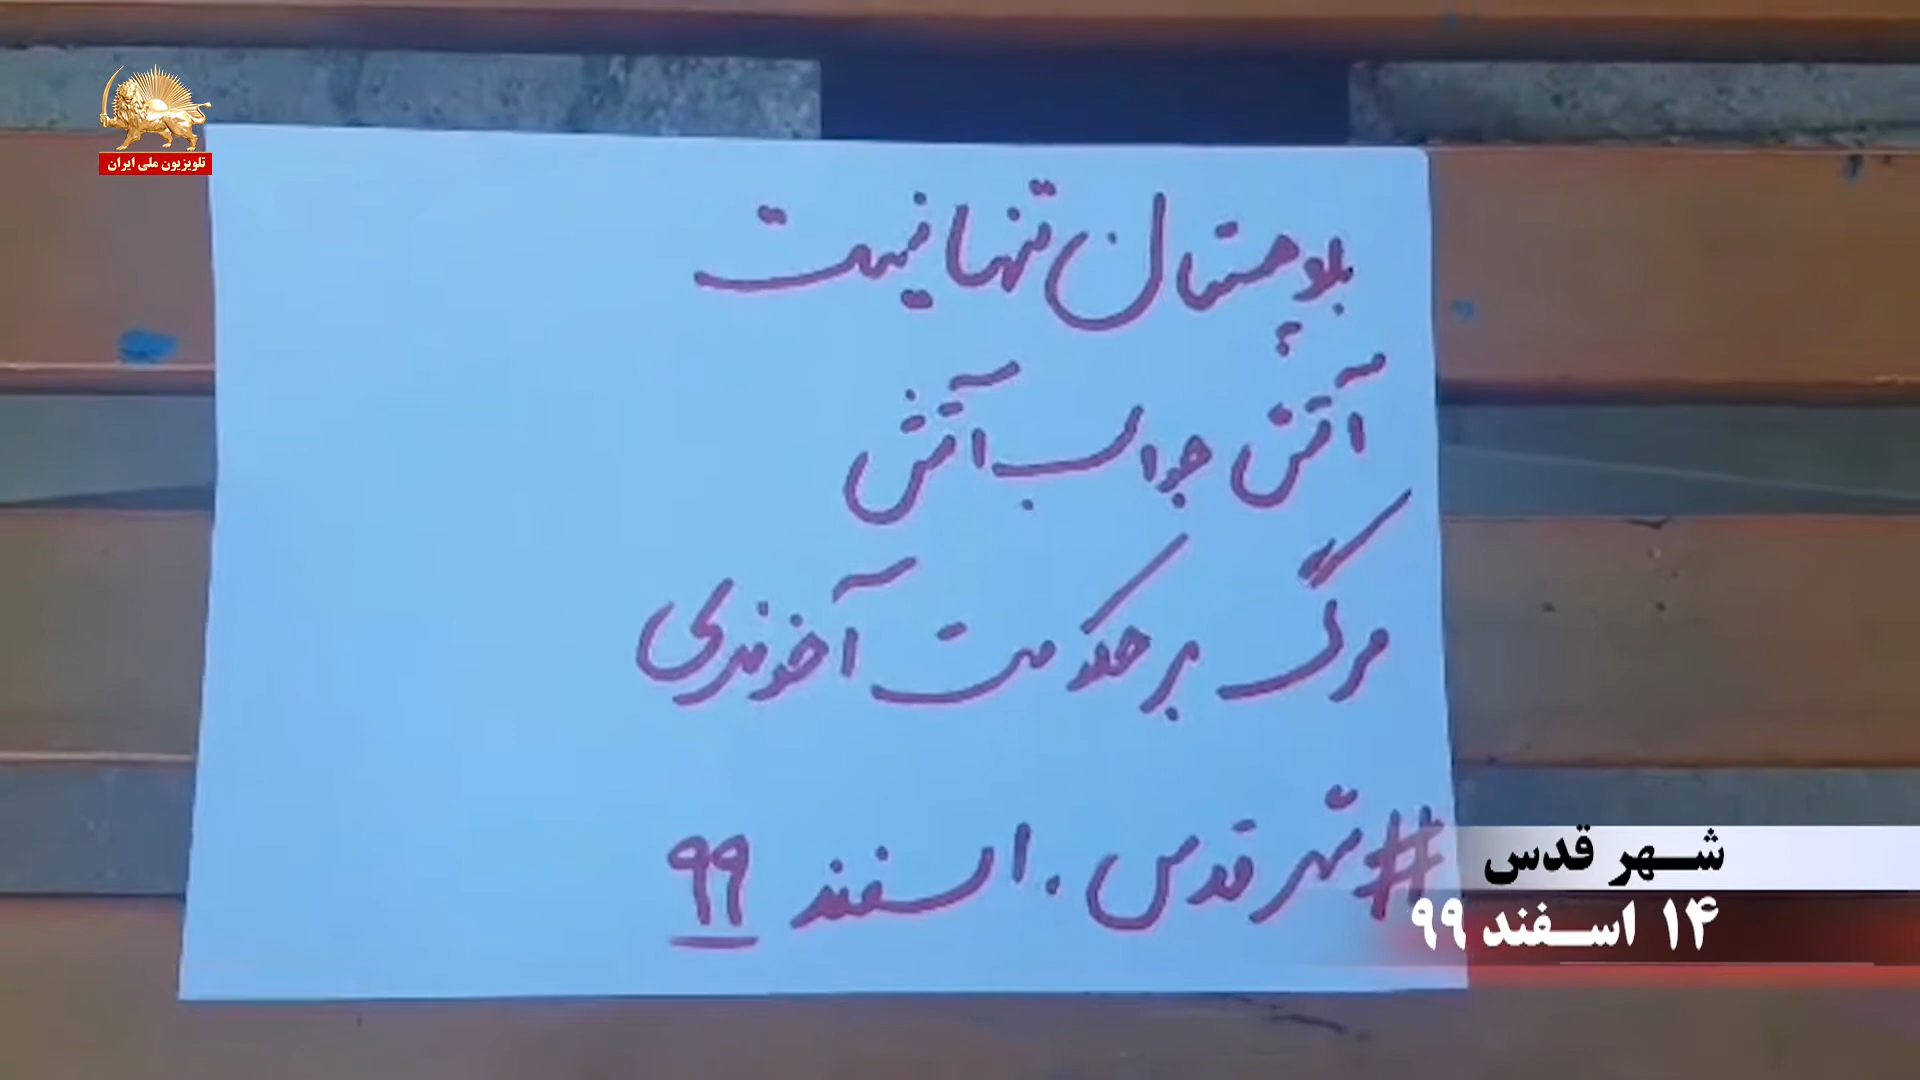 تلویزیون ملی ایران
بلوچستان تنها نیست
آتش جواب آتش
مرگ بر حکومت آخوندی
#شهر قدس . اسفند ۹۹
شهر قدس
۱۴ اسفند ۹۹